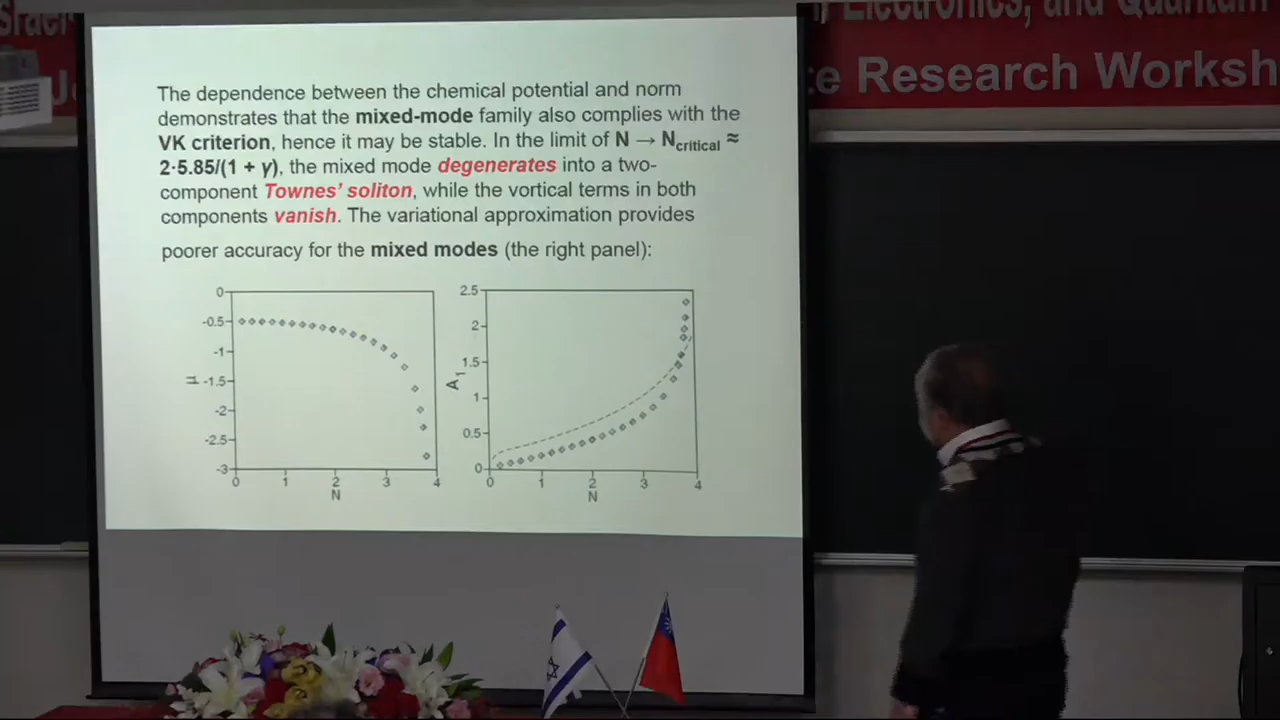 srael
J
, Electronics, and Quantum
te Research Worksh
The dependence between the chemical potential and norm
demonstrates that the mixed-mode family also complies with the
VK criterion, hence it may be stable. In the limit of N → Ncritical ≈
2·5.85/(1 + γ), the mixed mode degenerates into a two-
component Townes' soliton, while the vortical terms in both
components vanish. The variational approximation provides
poorer accuracy for the mixed modes (the right panel):
0
-0.5
-1
-1.5
-2
-2.5
-3
μ
0 1 2 3 4
N
2.5
2
1.5
1
0.5
0
A1
0 1 2 3 4
N